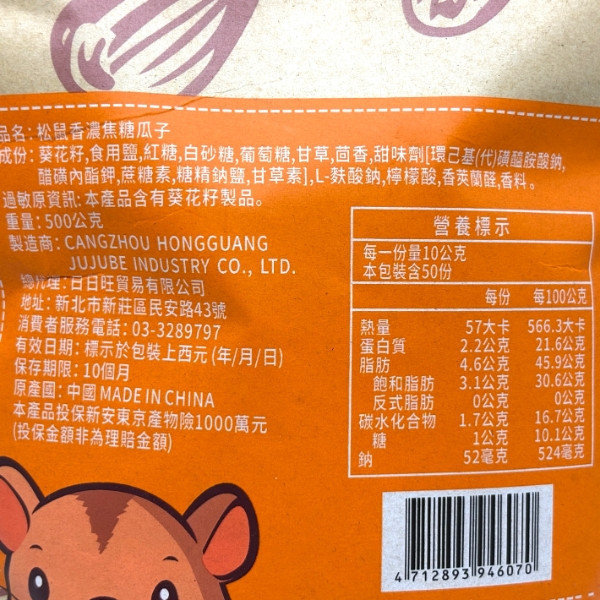 品名: 松鼠香濃焦糖瓜子
成份: 葵花籽,食用鹽,紅糖,白砂糖,葡萄糖,甘草,茴香,甜味劑[環己基(代)磺醯胺酸鈉,
醋磺內酯鉀,蔗糖素,糖精鈉鹽,甘草素],L-麩酸鈉,檸檬酸,香莢蘭醛,香料。
過敏原資訊: 本產品含有葵花籽製品。
重量: 500公克
製造商: CANGZHOU HONGGUANG
JUJUBE INDUSTRY CO., LTD.
總代理: 日日旺貿易有限公司
地址: 新北市新莊區民安路43號
消費者服務電話: 03-3289797
有效日期: 標示於包裝上西元 (年/月/日)
保存期限: 10個月
原產國: 中國 MADE IN CHINA
本產品投保新安東京產物險1000萬元
(投保金額非為理賠金額)
營養標示
每一份量10公克
本包裝含50份
每份 每100公克
熱量 57大卡 566.3大卡
蛋白質 2.2公克 21.6公克
脂肪 4.6公克 45.9公克
飽和脂肪 3.1公克 30.6公克
反式脂肪 0公克 0公克
碳水化合物 1.7公克 16.7公克
糖 1公克 10.1公克
鈉 52毫克 524毫克
4 712893 946070